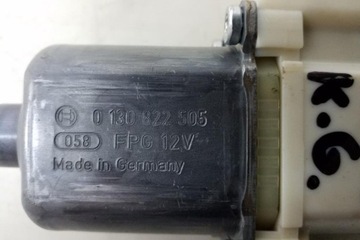 0 130 822 505
058 FPG 12V
Made in Germany
K.G.